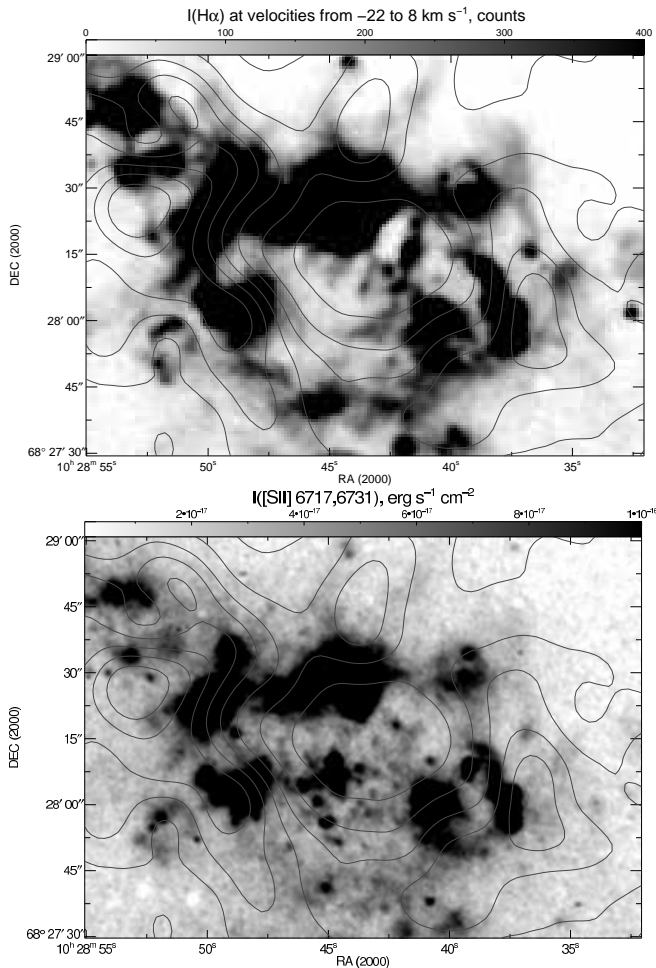 I(Hα) at velocities from −22 to 8 km s⁻¹, counts
0 100 200 300 400
29' 00"
45"
30"
15"
28' 00"
45"
68° 27' 30"
DEC (2000)
10ʰ 28ᵐ 55ˢ 50ˢ 45ˢ 40ˢ 35ˢ
RA (2000)
I([SII] 6717,6731), erg s⁻¹ cm⁻²
2•10⁻¹⁷ 4•10⁻¹⁷ 6•10⁻¹⁷ 8•10⁻¹⁷ 1•10⁻¹⁶
29' 00"
45"
30"
15"
28' 00"
45"
68° 27' 30"
DEC (2000)
10ʰ 28ᵐ 55ˢ 50ˢ 45ˢ 40ˢ 35ˢ
RA (2000)